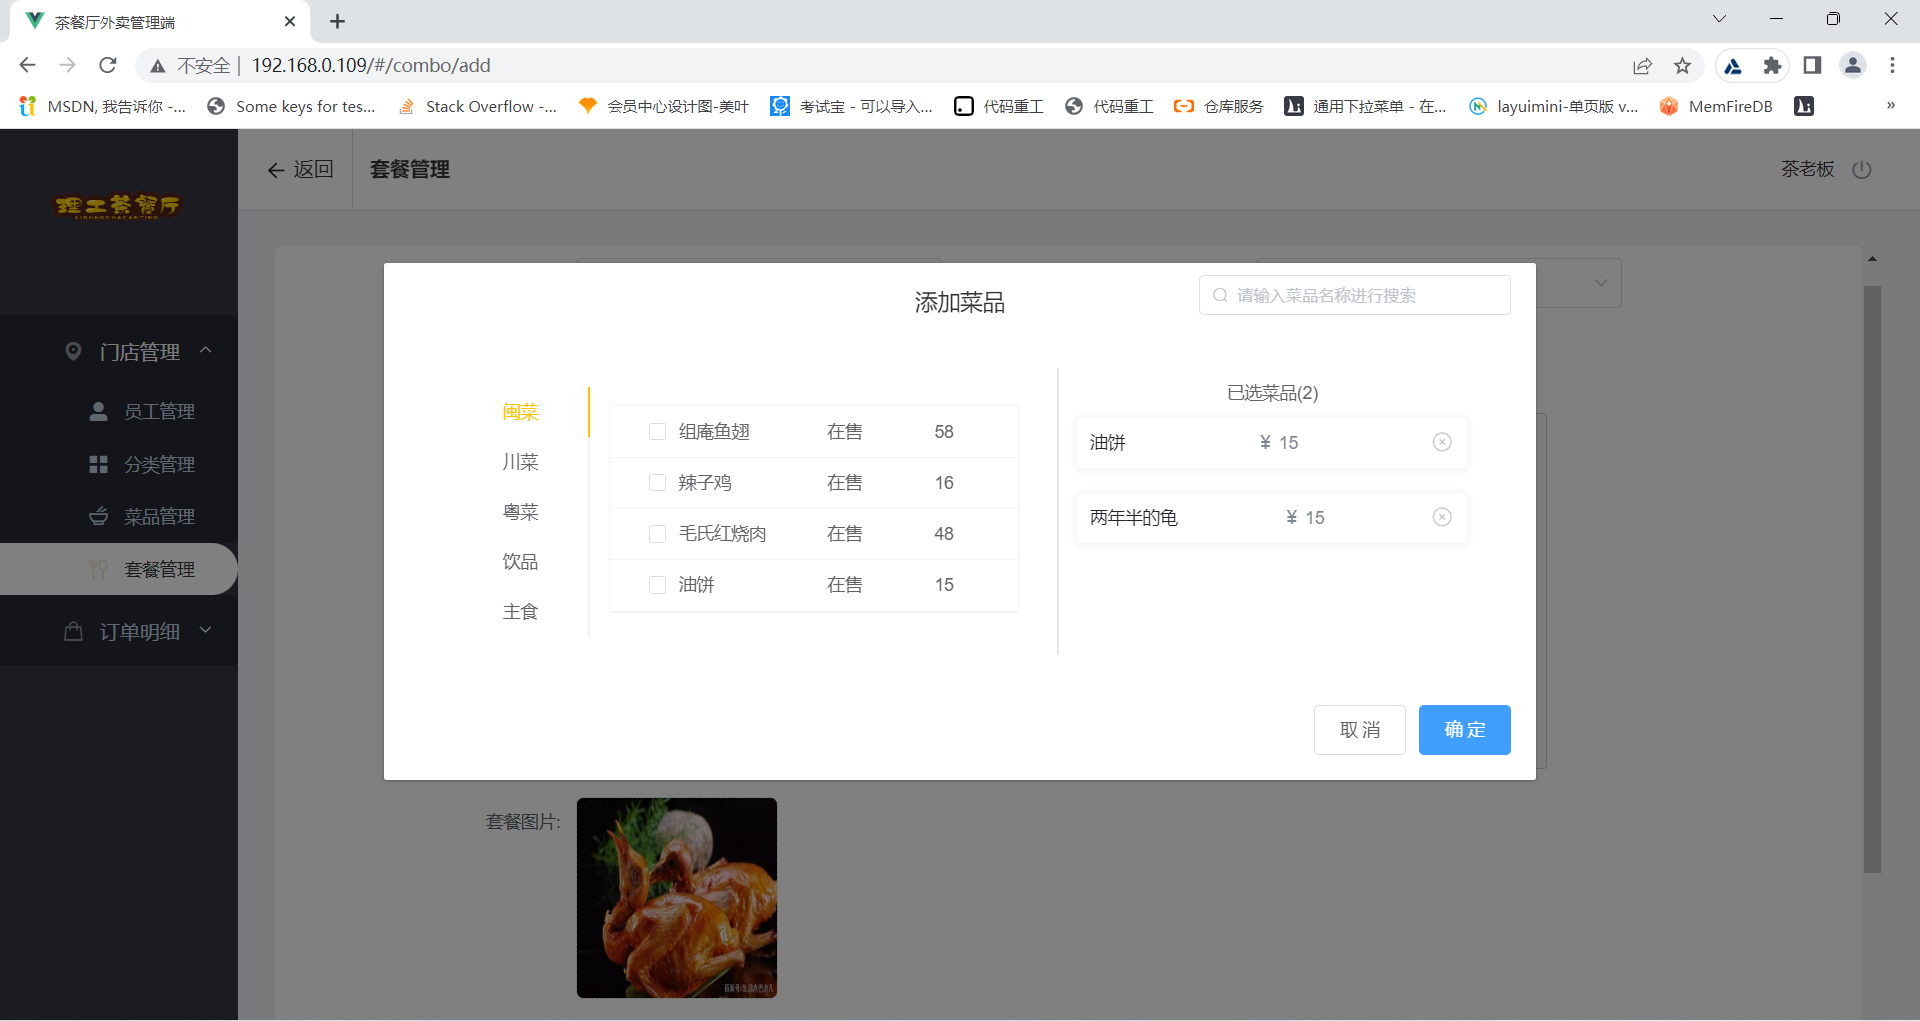 茶餐厅外卖管理端
不安全 192.168.0.109/#/combo/add
MSDN, 我告诉你 -... Some keys for tes... Stack Overflow -... 会员中心设计图-美叶 考试宝 - 可以导入... 代码重工 代码重工 仓库服务 通用下拉菜单 - 在... layuimini-单页版 v... MemFireDB »
理工茶餐厅
返回 套餐管理 茶老板
门店管理
员工管理
分类管理
菜品管理
套餐管理
订单明细
添加菜品
请输入菜品名称进行搜索
闽菜
川菜
粤菜
饮品
主食
组庵鱼翅 在售 58
辣子鸡 在售 16
毛氏红烧肉 在售 48
油饼 在售 15
已选菜品(2)
油饼 ¥ 15
两年半的龟 ¥ 15
取 消 确 定
套餐图片: